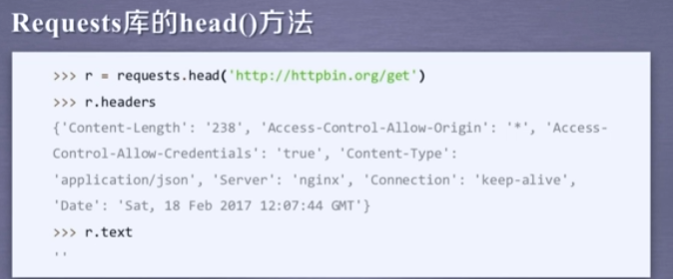 Requests库的head()方法
>>> r = requests.head('http://httpbin.org/get')
>>> r.headers
{'Content-Length': '238', 'Access-Control-Allow-Origin': '*', 'Access-
Control-Allow-Credentials': 'true', 'Content-Type':
'application/json', 'Server': 'nginx', 'Connection': 'keep-alive',
'Date': 'Sat, 18 Feb 2017 12:07:44 GMT'}
>>> r.text
''